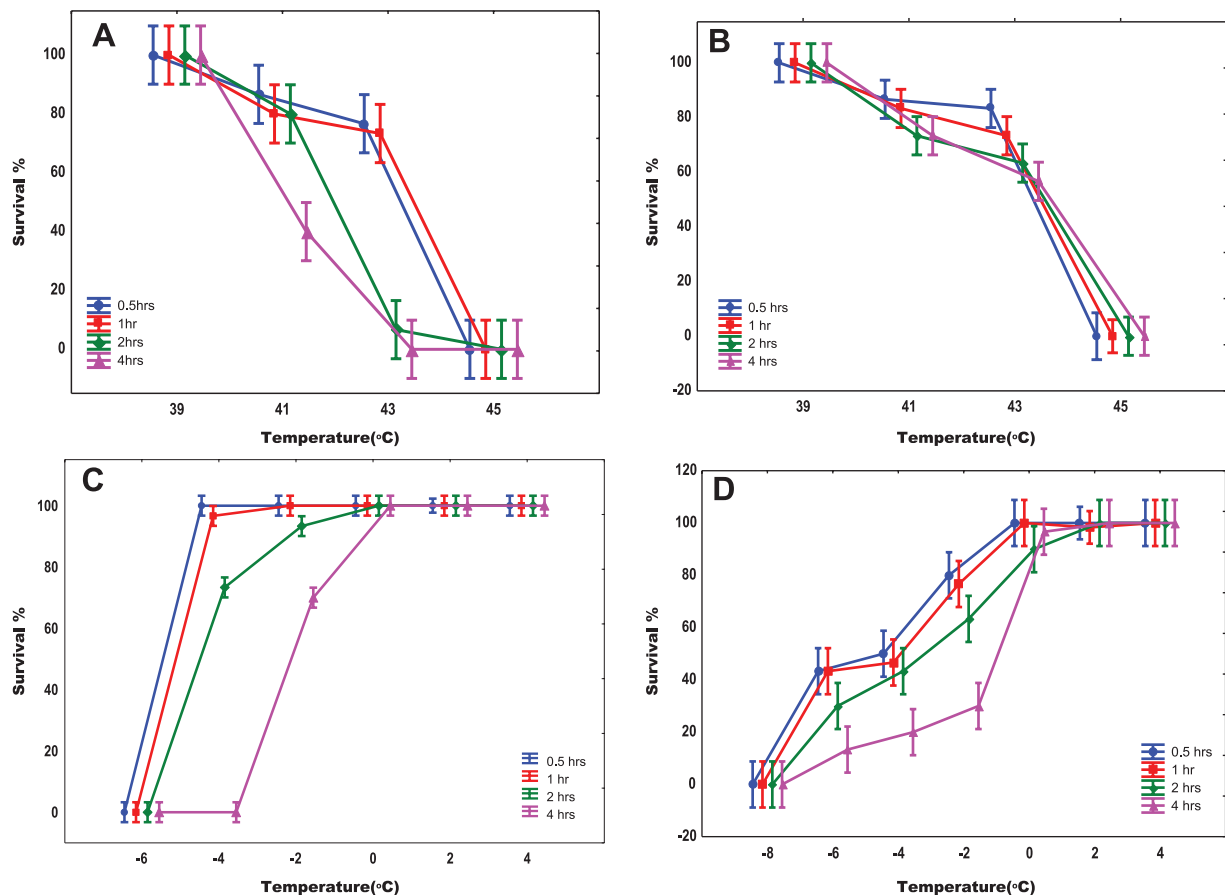 A
Survival %
100
80
60
40
20
0
0.5hrs
1hr
2hrs
4hrs
39
41
43
45
Temperature(°C)
B
Survival %
100
80
60
40
20
0
-20
0.5 hrs
1 hr
2 hrs
4 hrs
39
41
43
45
Temperature(°C)
C
Survival %
100
80
60
40
20
0
0.5 hrs
1 hr
2 hrs
4 hrs
-6
-4
-2
0
2
4
Temperature(°C)
D
Survival %
120
100
80
60
40
20
0
-20
0.5 hrs
1 hr
2 hrs
4 hrs
-8
-6
-4
-2
0
2
4
Temperature(°C)